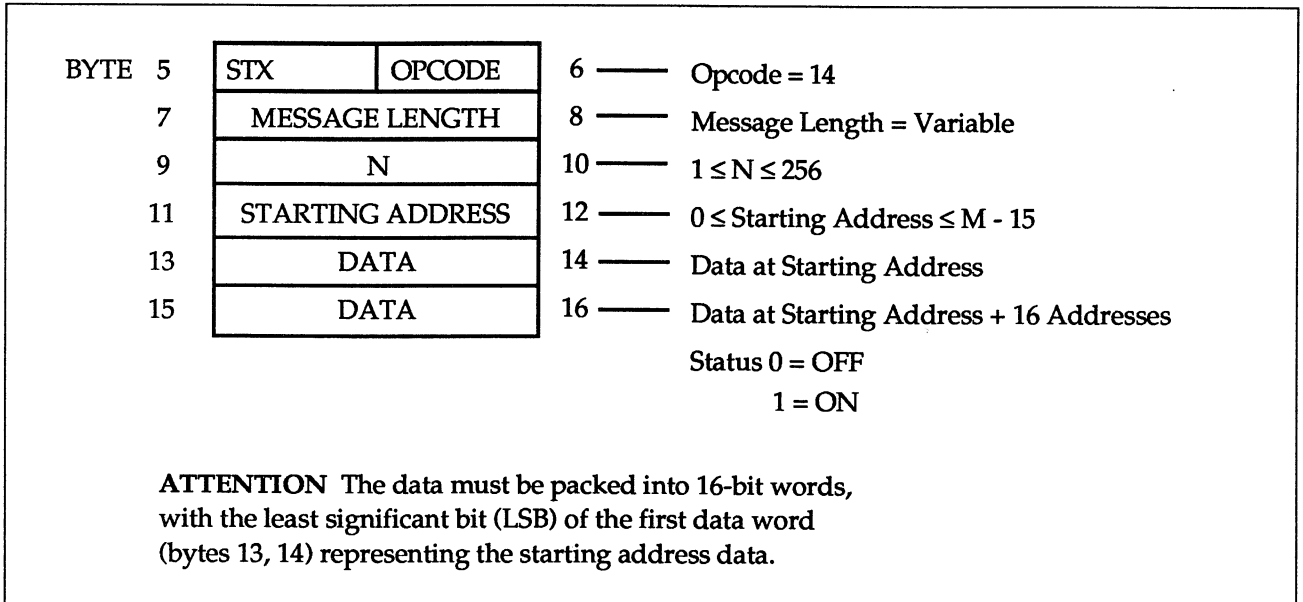 BYTE 5 STX OPCODE 6 Opcode = 14
7 MESSAGE LENGTH 8 Message Length = Variable
9 N 10 1 ≤ N ≤ 256
11 STARTING ADDRESS 12 0 ≤ Starting Address ≤ M - 15
13 DATA 14 Data at Starting Address
15 DATA 16 Data at Starting Address + 16 Addresses
Status 0 = OFF
1 = ON
ATTENTION The data must be packed into 16-bit words,
with the least significant bit (LSB) of the first data word
(bytes 13, 14) representing the starting address data.